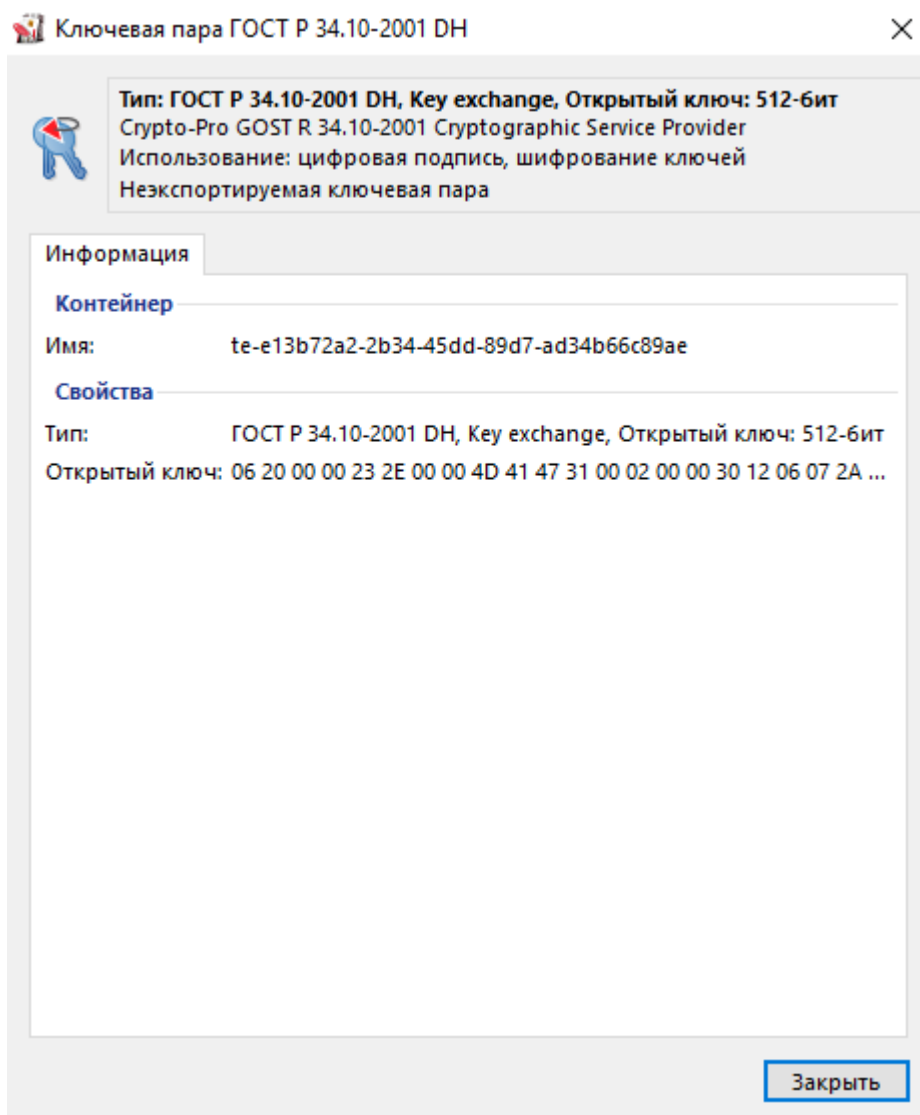 Ключевая пара ГОСТ Р 34.10-2001 DH
Тип: ГОСТ Р 34.10-2001 DH, Key exchange, Открытый ключ: 512-бит
Crypto-Pro GOST R 34.10-2001 Cryptographic Service Provider
Использование: цифровая подпись, шифрование ключей
Неэкспортируемая ключевая пара
Информация
Контейнер
Имя: te-e13b72a2-2b34-45dd-89d7-ad34b66c89ae
Свойства
Тип: ГОСТ Р 34.10-2001 DH, Key exchange, Открытый ключ: 512-бит
Открытый ключ: 06 20 00 00 23 2E 00 00 4D 41 47 31 00 02 00 00 30 12 06 07 2A ...
Закрыть